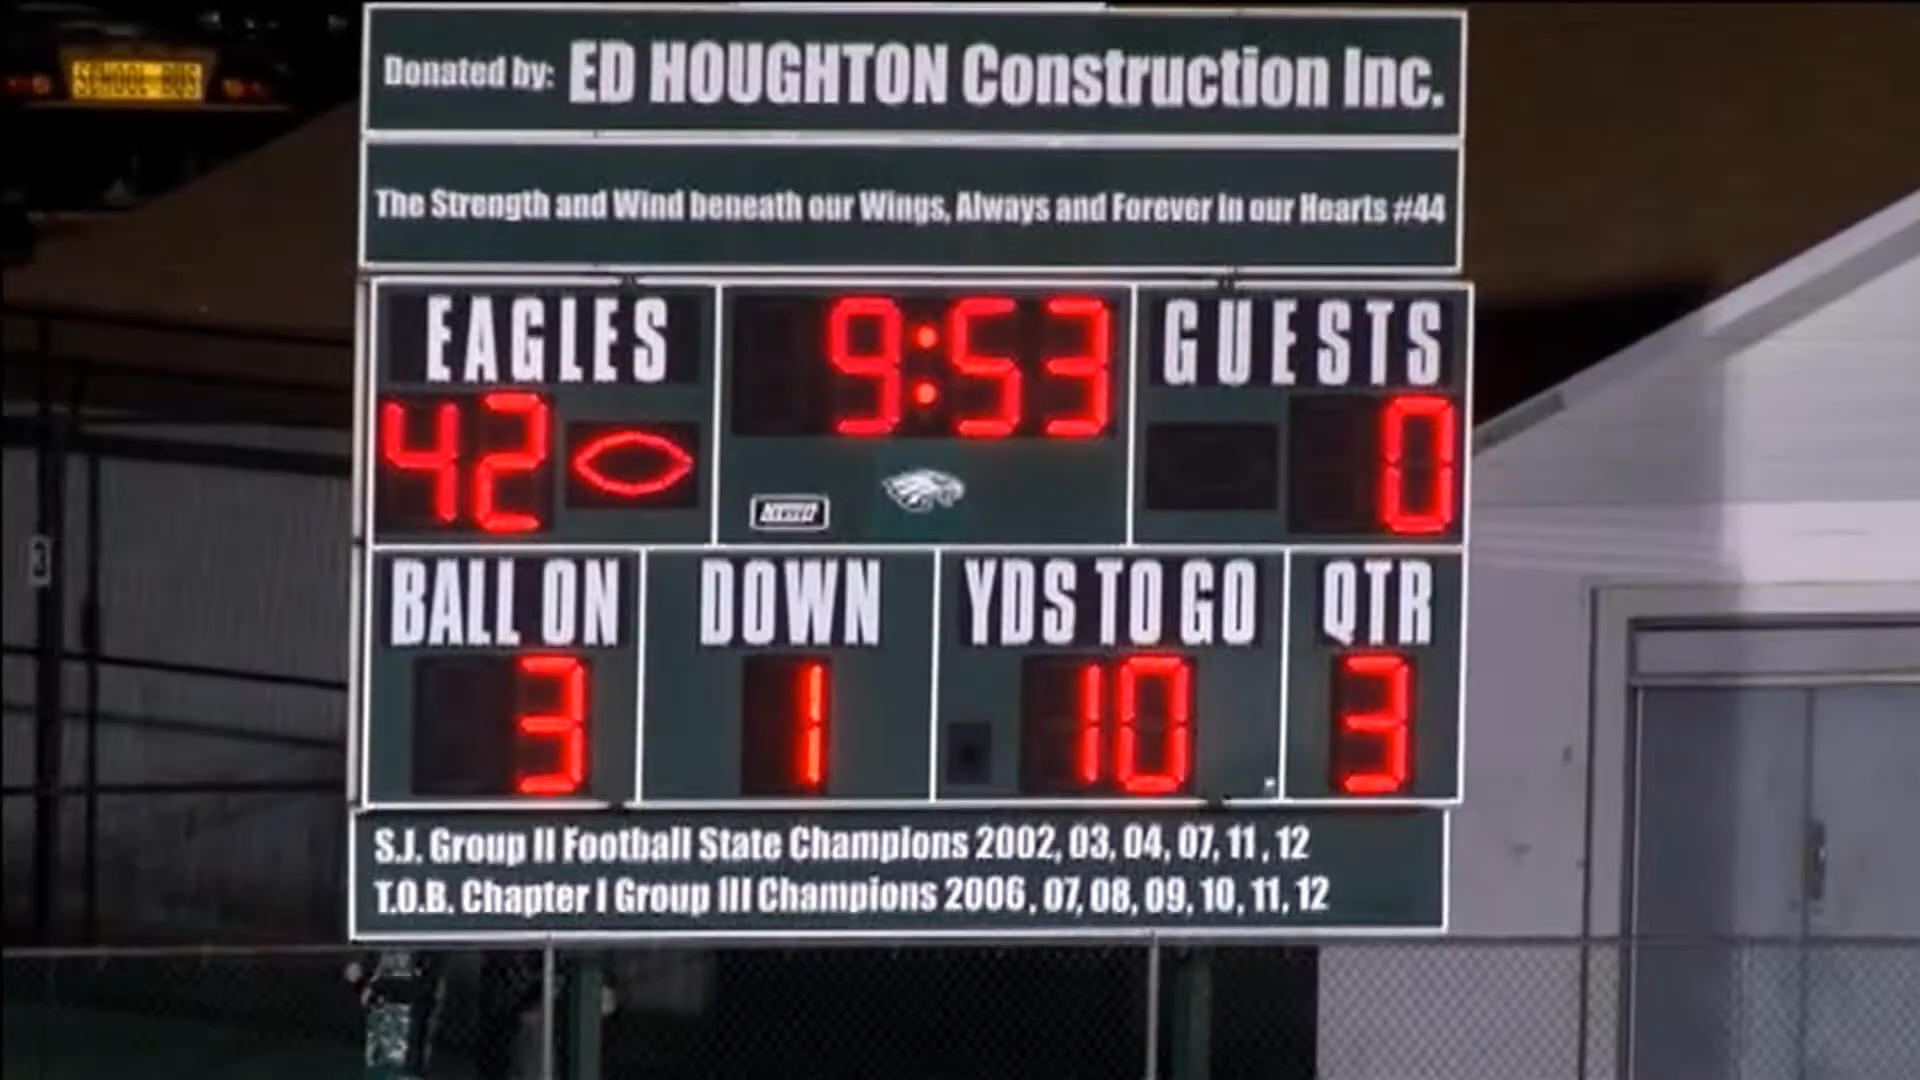 SCHOOL BUS
Donated by: ED HOUGHTON Construction Inc.
The Strength and Wind beneath our Wings, Always and Forever in our Hearts #44
EAGLES 9:53 GUESTS
42 0
BALL ON DOWN YDS TO GO QTR
3 1 10 3
S.J. Group II Football State Champions 2002, 03, 04, 07, 11, 12
T.O.B. Chapter I Group III Champions 2006, 07, 08, 09, 10, 11, 12
3